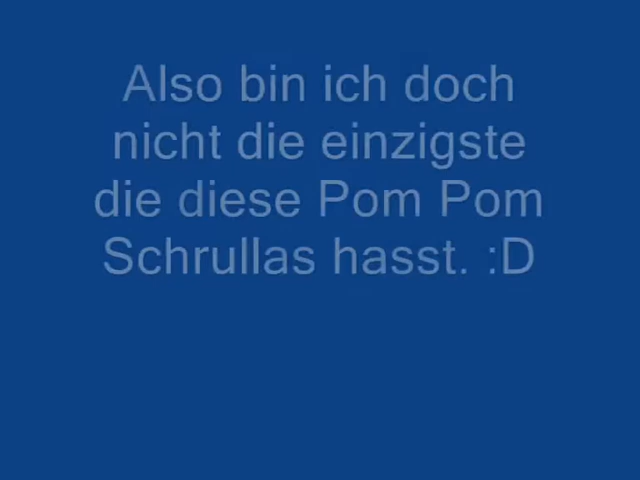 Also bin ich doch
nicht die einzigste
die diese Pom Pom
Schrullas hasst. :D